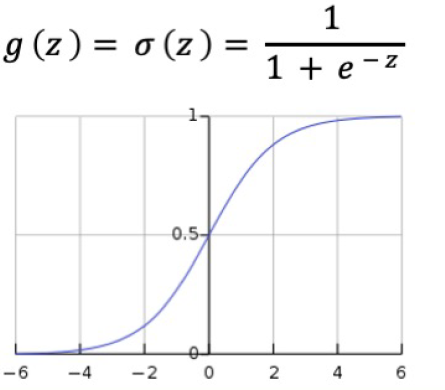 g (z) = σ (z) = 1 / 1 + e^{−z}
1
0.5
0
−6 −4 −2 0 2 4 6